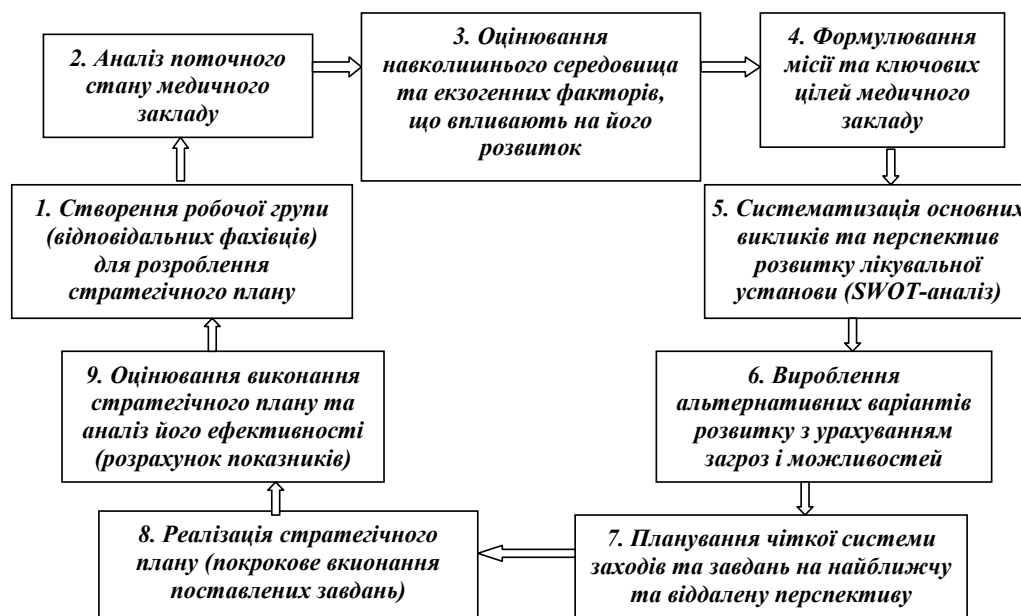 2. Аналіз поточного
стану медичного
закладу
3. Оцінювання
навколишнього середовища
та екзогенних факторів,
що впливають на його
розвиток
4. Формулювання
місії та ключових
цілей медичного
закладу
1. Створення робочої групи
(відповідальних фахівців)
для розроблення
стратегічного плану
5. Систематизація основних
викликів та перспектив
розвитку лікувальної
установи (SWOT-аналіз)
9. Оцінювання виконання
стратегічного плану та
аналіз його ефективності
(розрахунок показників)
6. Вироблення
альтернативних варіантів
розвитку з урахуванням
загроз і можливостей
8. Реалізація стратегічного
плану (покрокове вкионання
поставлених завдань)
7. Планування чіткої системи
заходів та завдань на найближчу
та віддалену перспективу